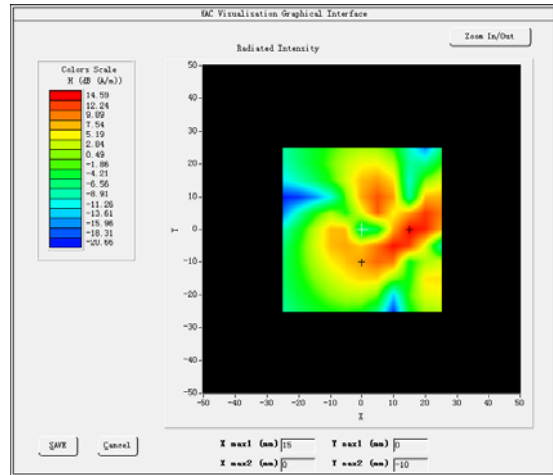 KAC Visualization Graphical Interface
Zoom In/Out
Radiated Intensity
Colors Scale
H (dB (A/m))
14.59
12.24
9.89
7.54
5.19
2.84
0.49
-1.86
-4.21
-6.56
-8.91
-11.26
-13.61
-15.96
-18.31
-20.66
50
40
30
20
10
0
-10
-20
-30
-40
-50
Y
-50 -40 -30 -20 -10 0 10 20 30 40 50
X
SAVE
Cancel
X max1 (mm) 15 Y max1 (mm) 0
X max2 (mm) 0 Y max2 (mm) -10